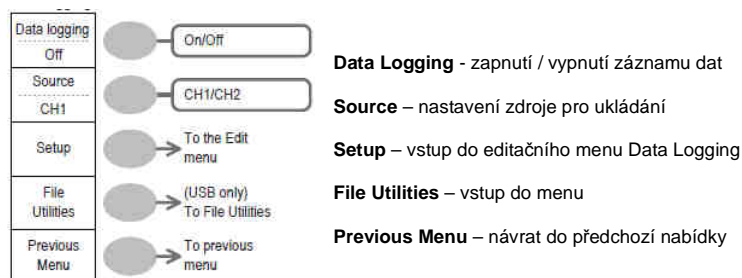 Data logging
Off
On/Off
Source
CH1
CH1/CH2
Setup
To the Edit
menu
File
Utilities
(USB only)
To File Utilities
Previous
Menu
To previous
menu
Data Logging - zapnutí / vypnutí záznamu dat
Source – nastavení zdroje pro ukládání
Setup – vstup do editačního menu Data Logging
File Utilities – vstup do menu
Previous Menu – návrat do předchozí nabídky